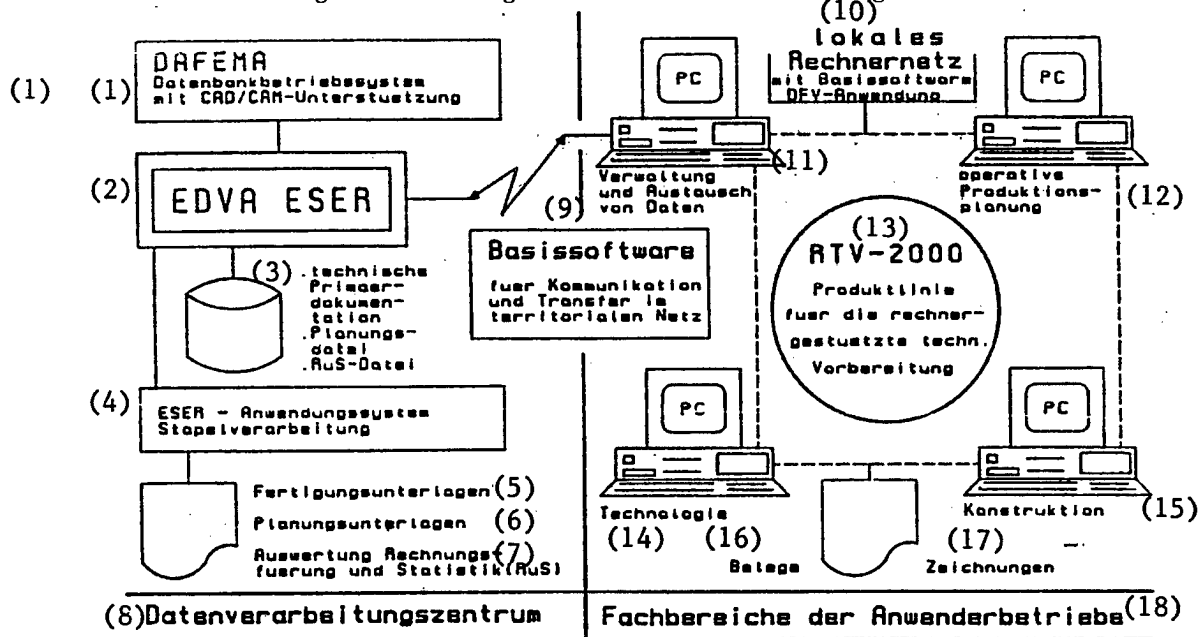 (1)
(1)
DAFEMA
Datenbankbetriebssystem
mit CAD/CAM-Unterstuetzung
(2)
EDVA ESER
(3)
.technische
Primaer-
dokumen-
tation
.Planungs-
datei
.RuS-Datei
(4)
ESER - Anwendungssystem
Stapelverarbeitung
Fertigungsunterlagen (5)
Planungsunterlagen (6)
Auswertung Rechnungs- (7)
fuerung und Statistik(RuS)
(8) Datenverarbeitungszentrum
(9)
Basissoftware
fuer Kommunikation
und Transfer im
territorialen Netz
(10)
lokales
Rechnernetz
mit Basissoftware
DFV-Anwendung
PC
(11)
Verwaltung
und Austausch
von Daten
PC
operative
Produktions-
planung
(12)
(13)
RTV-2000
Produktlinie
fuer die rechner-
gestuetzte techn.
Vorbereitung
PC
Technologie
(14)
(16)
Belege
PC
Konstruktion
(15)
(17)
Zeichnungen
Fachbereiche der Anwenderbetriebe (18)